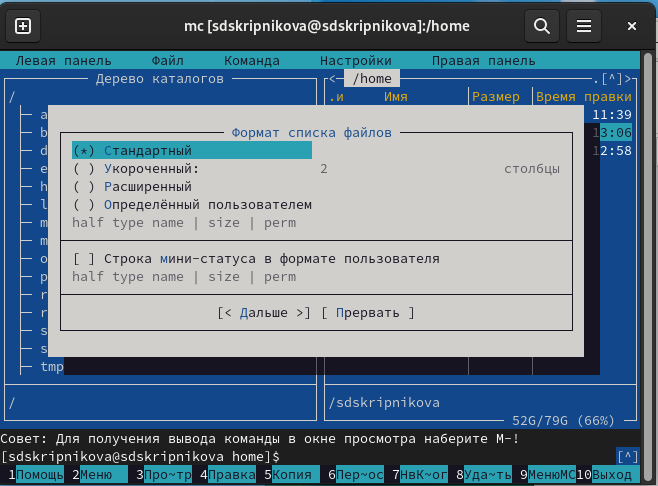 mc [sdskripnikova@sdskripnikova]:/home
Левая панель Файл Команда Настройки Правая панель
Дерево каталогов
<─ /home .[^]>
/ .и Имя Размер Время правки
a 11:39
b 13:06
d 12:58
e
h
l
m
m
o
p
r
r
s
s
tmp
Формат списка файлов
(*) Стандартный
( ) Укороченный: 2 столбцы
( ) Расширенный
( ) Определённый пользователем
half type name | size | perm
[ ] Строка мини-статуса в формате пользователя
half type name | size | perm
[< Дальше >] [ Прервать ]
/ /sdskripnikova
52G/79G (66%)
Совет: Для получения вывода команды в окне просмотра наберите M-!
[sdskripnikova@sdskripnikova home]$ [^]
1Помощь 2Меню 3Про~тр 4Правка 5Копия 6Пер~ос 7НвК~ог 8Уда~ть 9МенюMC 10Выход